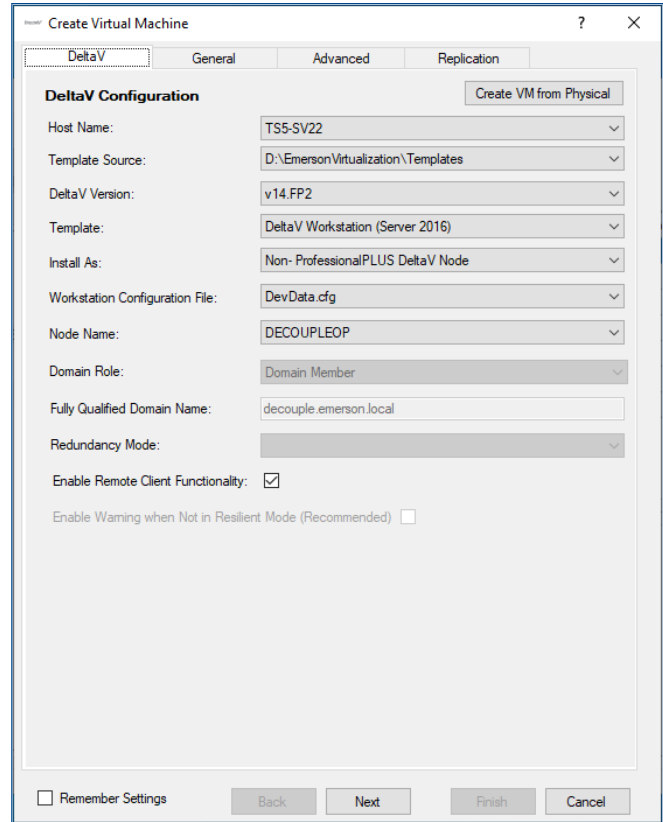 Create Virtual Machine ?
DeltaV General Advanced Replication
DeltaV Configuration Create VM from Physical
Host Name: TS5-SV22
Template Source: D:\EmersonVirtualization\Templates
DeltaV Version: v14.FP2
Template: DeltaV Workstation (Server 2016)
Install As: Non- ProfessionalPLUS DeltaV Node
Workstation Configuration File: DevData.cfg
Node Name: DECOUPLEOP
Domain Role: Domain Member
Fully Qualified Domain Name: decouple.emerson.local
Redundancy Mode:
Enable Remote Client Functionality:
Enable Warning when Not in Resilient Mode (Recommended)
Remember Settings Back Next Finish Cancel